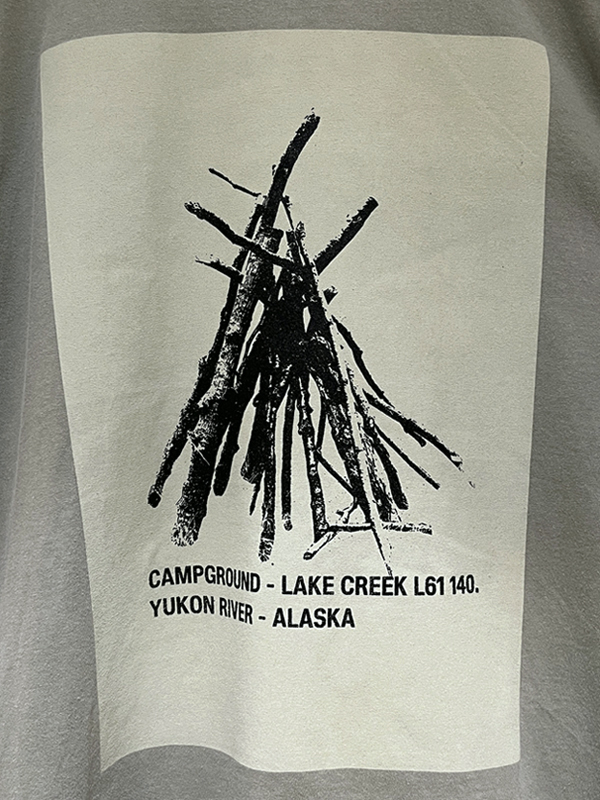 CAMPGROUND - LAKE CREEK L61 140.
YUKON RIVER - ALASKA